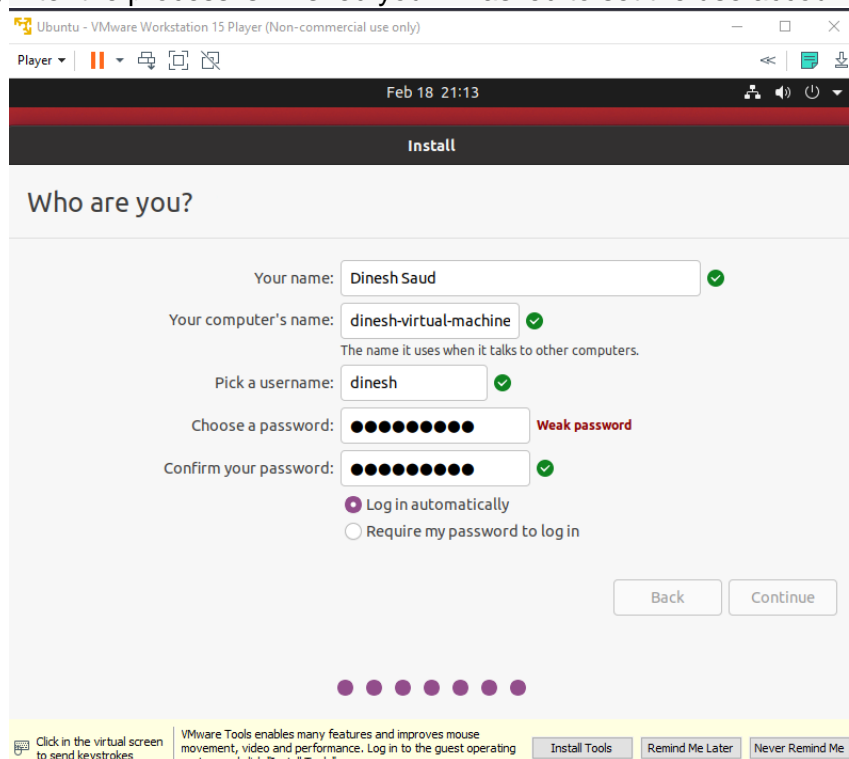 Ubuntu - VMware Workstation 15 Player (Non-commercial use only)
Player
Feb 18 21:13
Install
Who are you?
Your name: Dinesh Saud
Your computer's name: dinesh-virtual-machine
The name it uses when it talks to other computers.
Pick a username: dinesh
Choose a password: ●●●●●●●●● Weak password
Confirm your password: ●●●●●●●●●
Log in automatically
Require my password to log in
Back Continue
Click in the virtual screen
to send keystrokes
VMware Tools enables many features and improves mouse
movement, video and performance. Log in to the guest operating
Install Tools Remind Me Later Never Remind Me